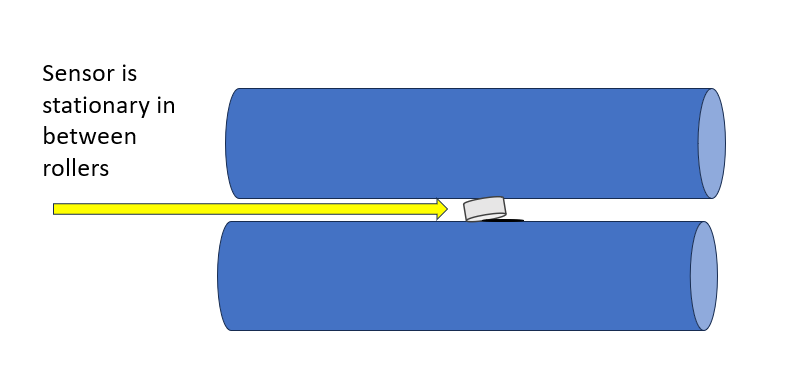 Sensor is
stationary in
between
rollers